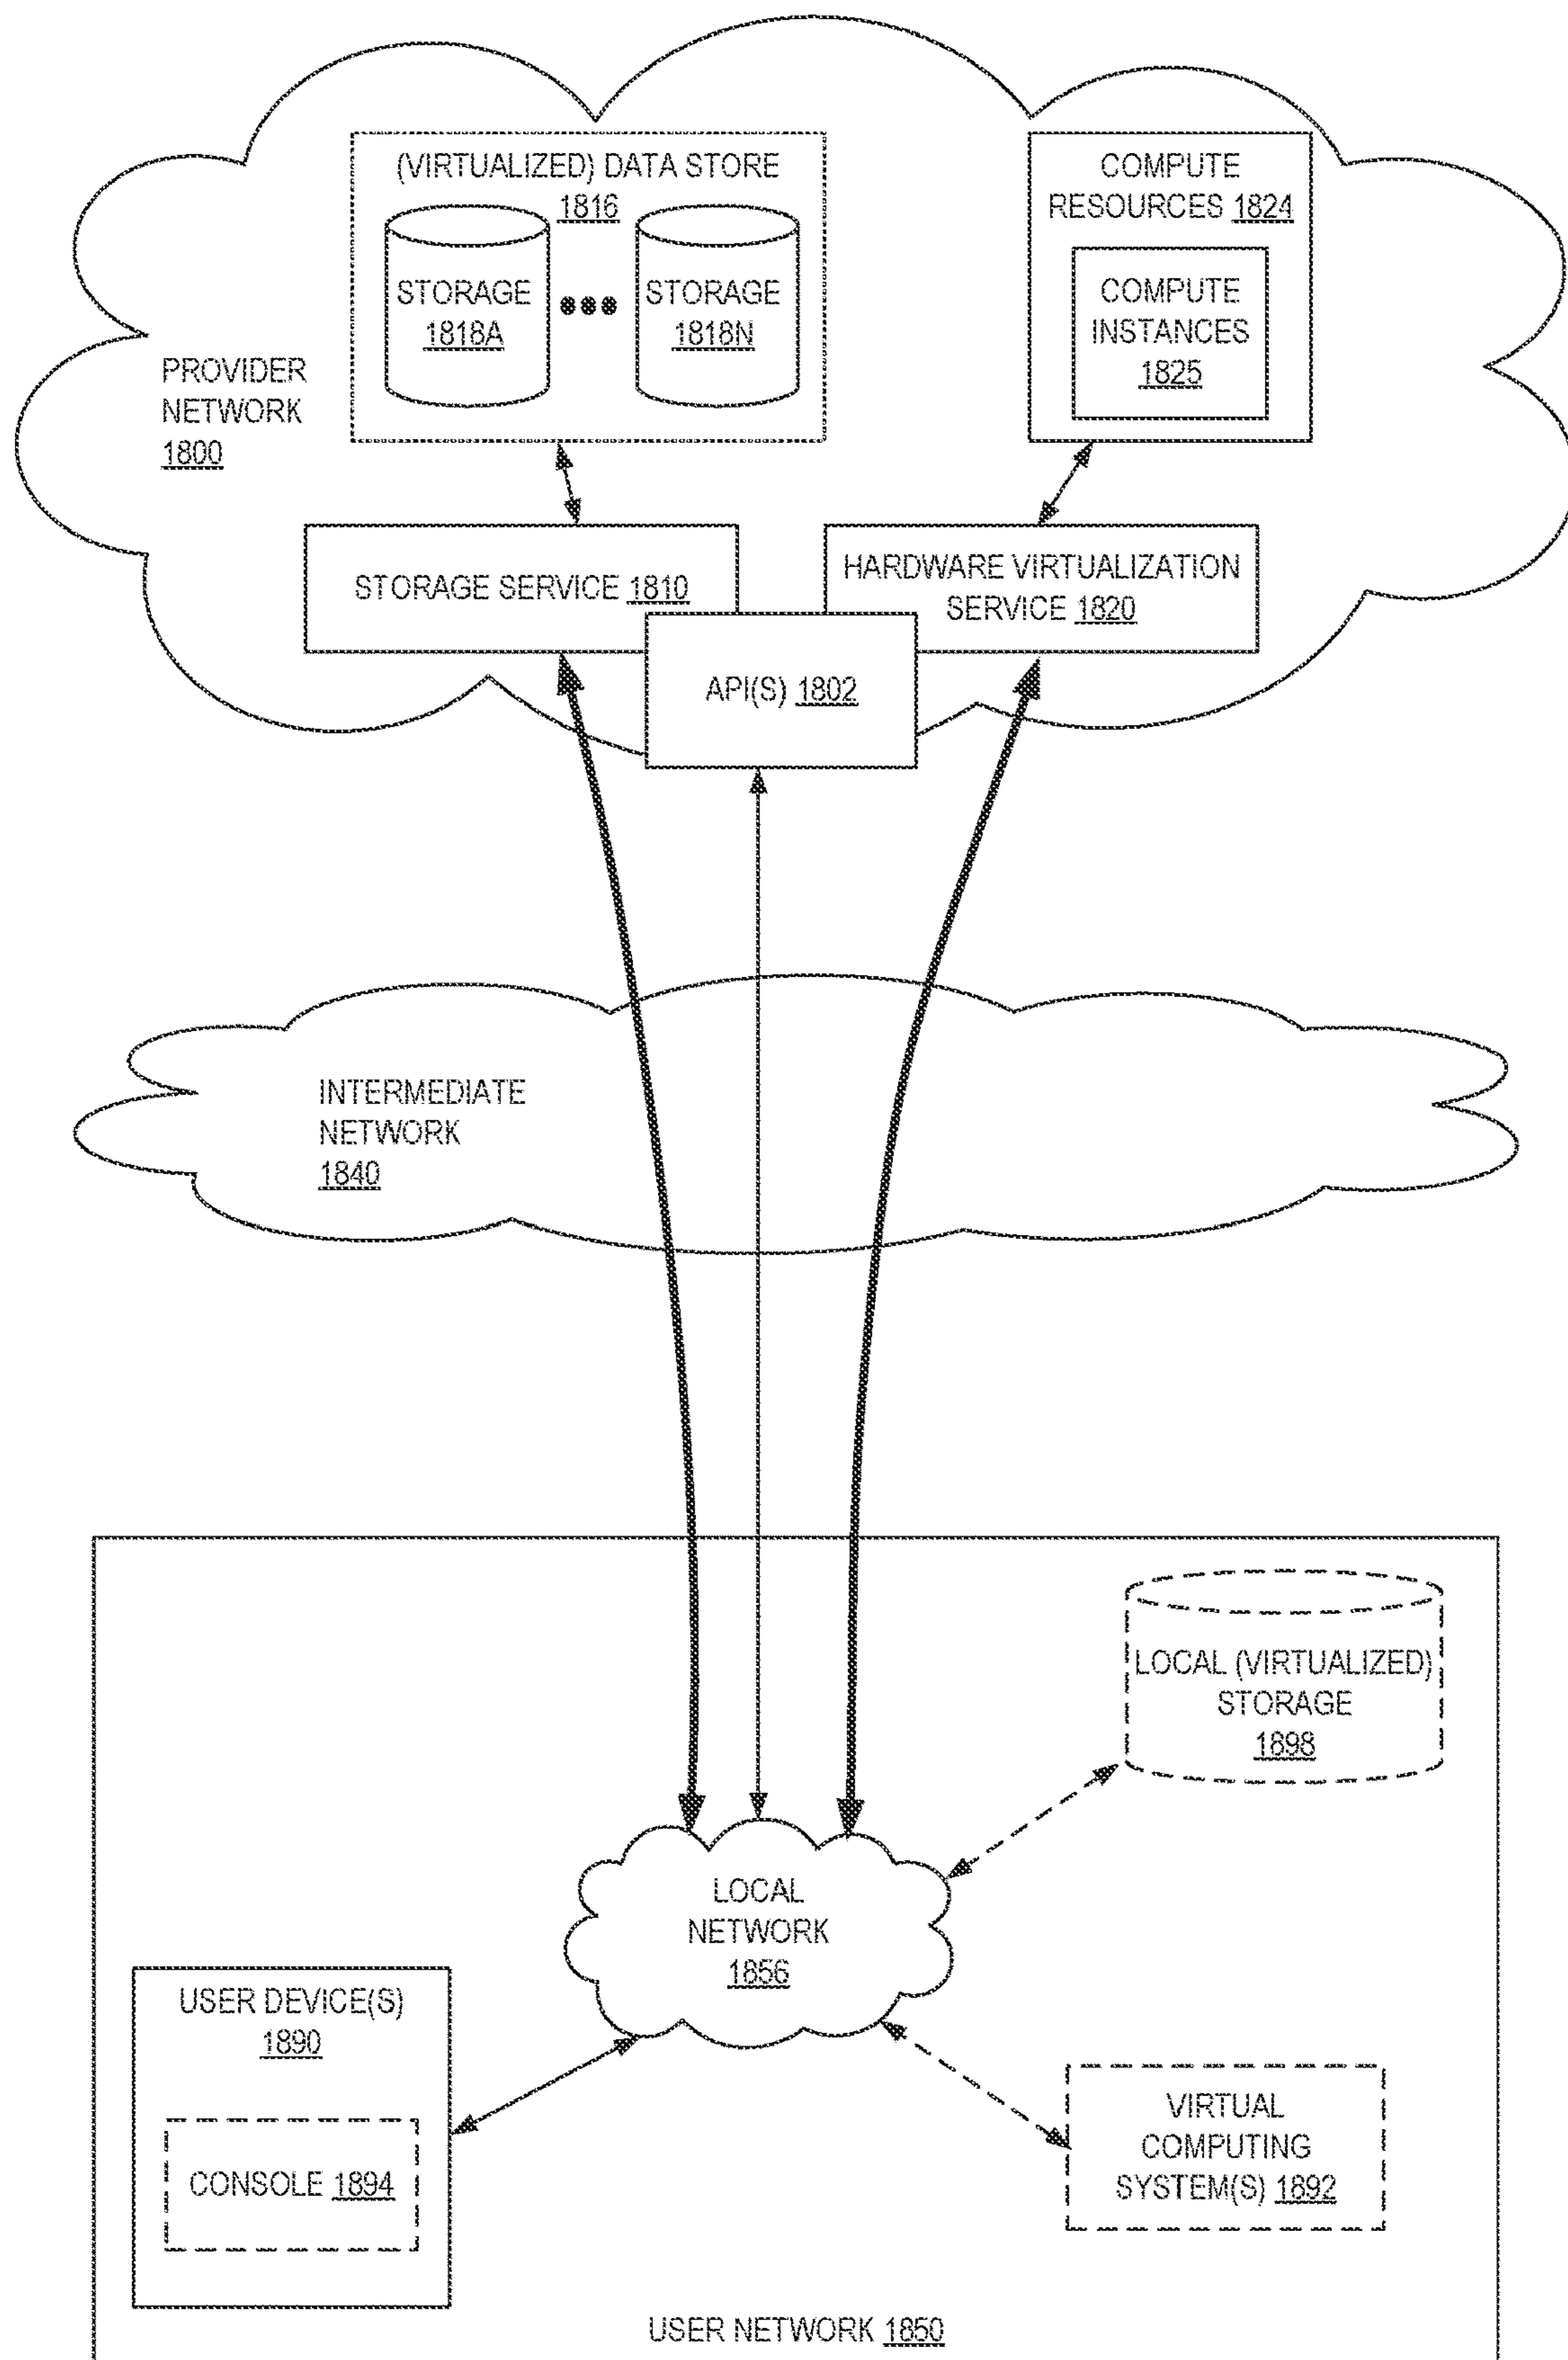 (VIRTUALIZED) DATA STORE
1816
STORAGE
1818A
STORAGE
1818N
COMPUTE
RESOURCES 1824
COMPUTE
INSTANCES
1825
PROVIDER
NETWORK
1800
STORAGE SERVICE 1810
HARDWARE VIRTUALIZATION
SERVICE 1820
API(S) 1802
INTERMEDIATE
NETWORK
1840
LOCAL (VIRTUALIZED)
STORAGE
1898
LOCAL
NETWORK
1856
USER DEVICE(S)
1890
CONSOLE 1894
VIRTUAL
COMPUTING
SYSTEM(S) 1892
USER NETWORK 1850